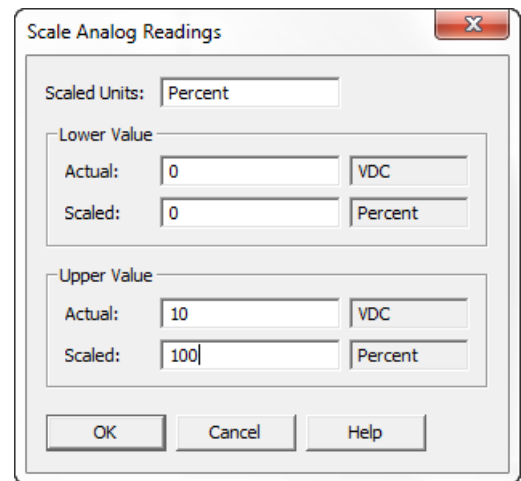 Scale Analog Readings
Scaled Units: Percent
Lower Value
Actual: 0 VDC
Scaled: 0 Percent
Upper Value
Actual: 10 VDC
Scaled: 100 Percent
OK Cancel Help